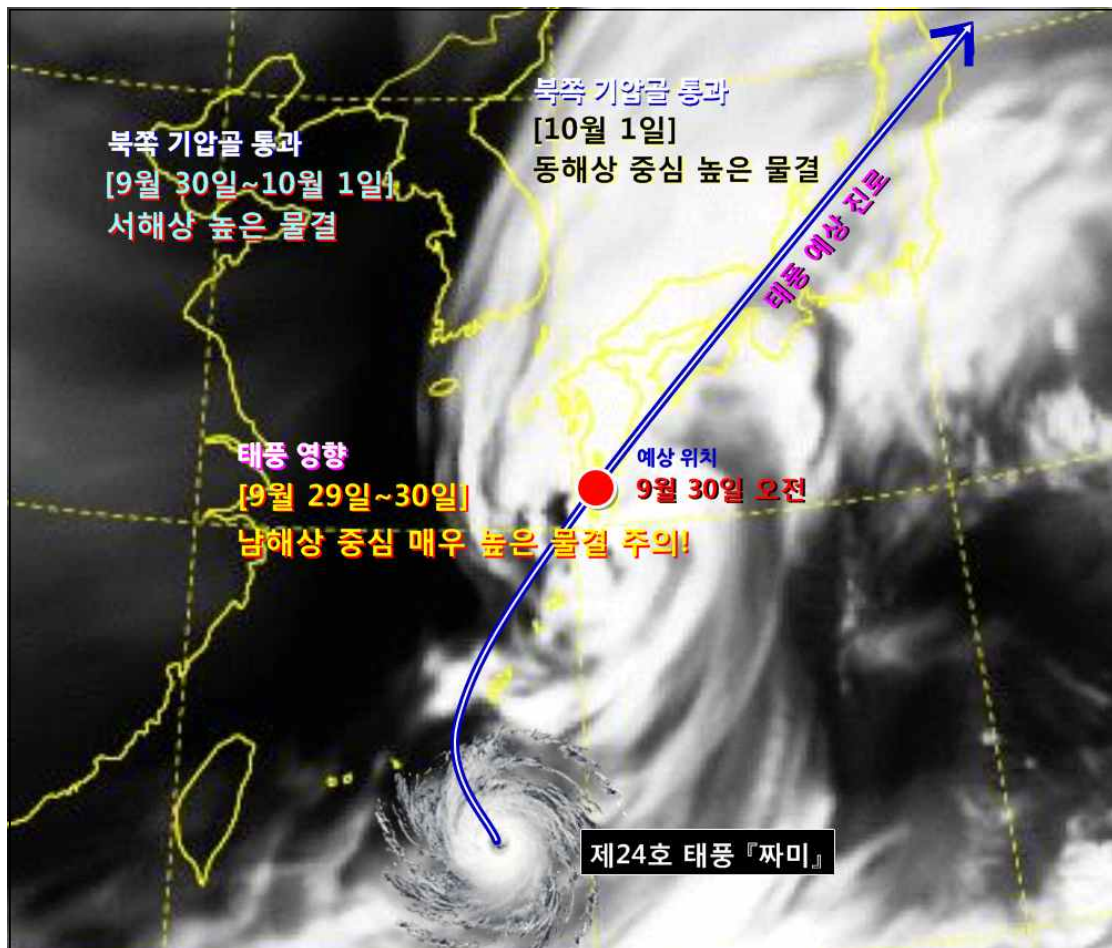 북쪽 기압골 통과
[9월 30일~10월 1일]
서해상 높은 물결
북쪽 기압골 통과
[10월 1일]
동해상 중심 높은 물결
태풍 예상 진로
태풍 영향
[9월 29일~30일]
남해상 중심 매우 높은 물결 주의!
예상 위치
9월 30일 오전
제24호 태풍『짜미』